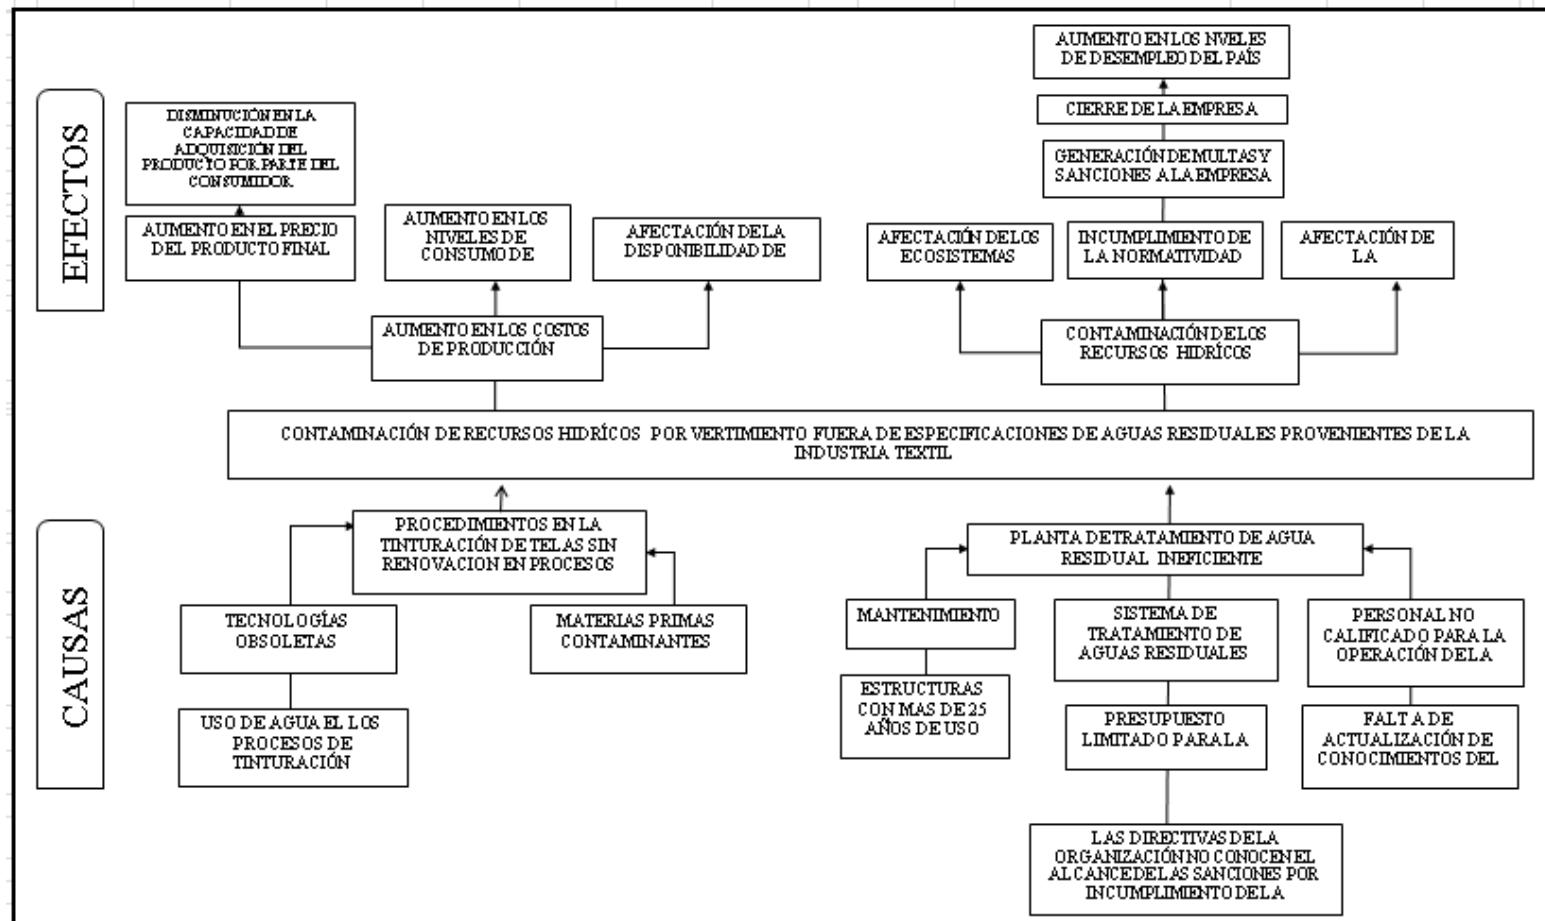 EFECTOS
AUMENTO EN LOS NVELES
DE DESEMPLEO DEL PAÍS
CIERRE DE LA EMPRESA
GENERACIÓN DE MULTAS Y
SANCIONES A LA EMPRESA
DISMINUCIÓN EN LA
CAPACIDAD DE
ADQUISICIÓN DEL
PRODUCTO POR PARTE DEL
CONSUMIDOR
AUMENTO EN EL PRECIO
DEL PRODUCTO FINAL
AUMENTO EN LOS
NIVELES DE
CONSUMO DE
AFECTACIÓN DE LA
DISPONIBILIDAD DE
AFECTACIÓN DE LOS
ECOSISTEMAS
INCUMPLIMIENTO DE
LA NORMATIVIDAD
AFECTACIÓN DE
LA
AUMENTO EN LOS COSTOS
DE PRODUCCIÓN
CONTAMINACIÓN DE LOS
RECURSOS HIDRÍCOS
CONTAMINACIÓN DE RECURSOS HIDRÍCOS POR VERTIMIENTO FUERA DE ESPECIFICACIONES DE AGUAS RESIDUALES PROVENIENTES DE LA
INDUSTRIA TEXTIL
CAUSAS
PROCEDIMIENTOS EN LA
TINTURACIÓN DE TELAS SIN
RENOVACION EN PROCESOS
TECNOLOGÍAS
OBSOLETAS
MATERIAS PRIMAS
CONTAMINANTES
USO DE AGUA EL LOS
PROCESOS DE
TINTURACIÓN
PLANTA DE TRATAMIENTO DE AGUA
RESIDUAL INEFICIENTE
MANTENIMIENTO
SISTEMA DE
TRATAMIENTO DE
AGUAS RESIDUALES
PERSONAL NO
CALIFICADO PARA LA
OPERACIÓN DE LA
ESTRUCTURAS
CON MAS DE 25
AÑOS DE USO
PRESUPUESTO
LIMITADO PARA LA
FALTA DE
ACTUALIZACIÓN DE
CONOCIMIENTOS DEL
LAS DIRECTIVAS DE LA
ORGANIZACIÓN NO CONOCEN EL
ALCANCE DE LAS SANCIONES POR
INCUMPLIMIENTO DE LA